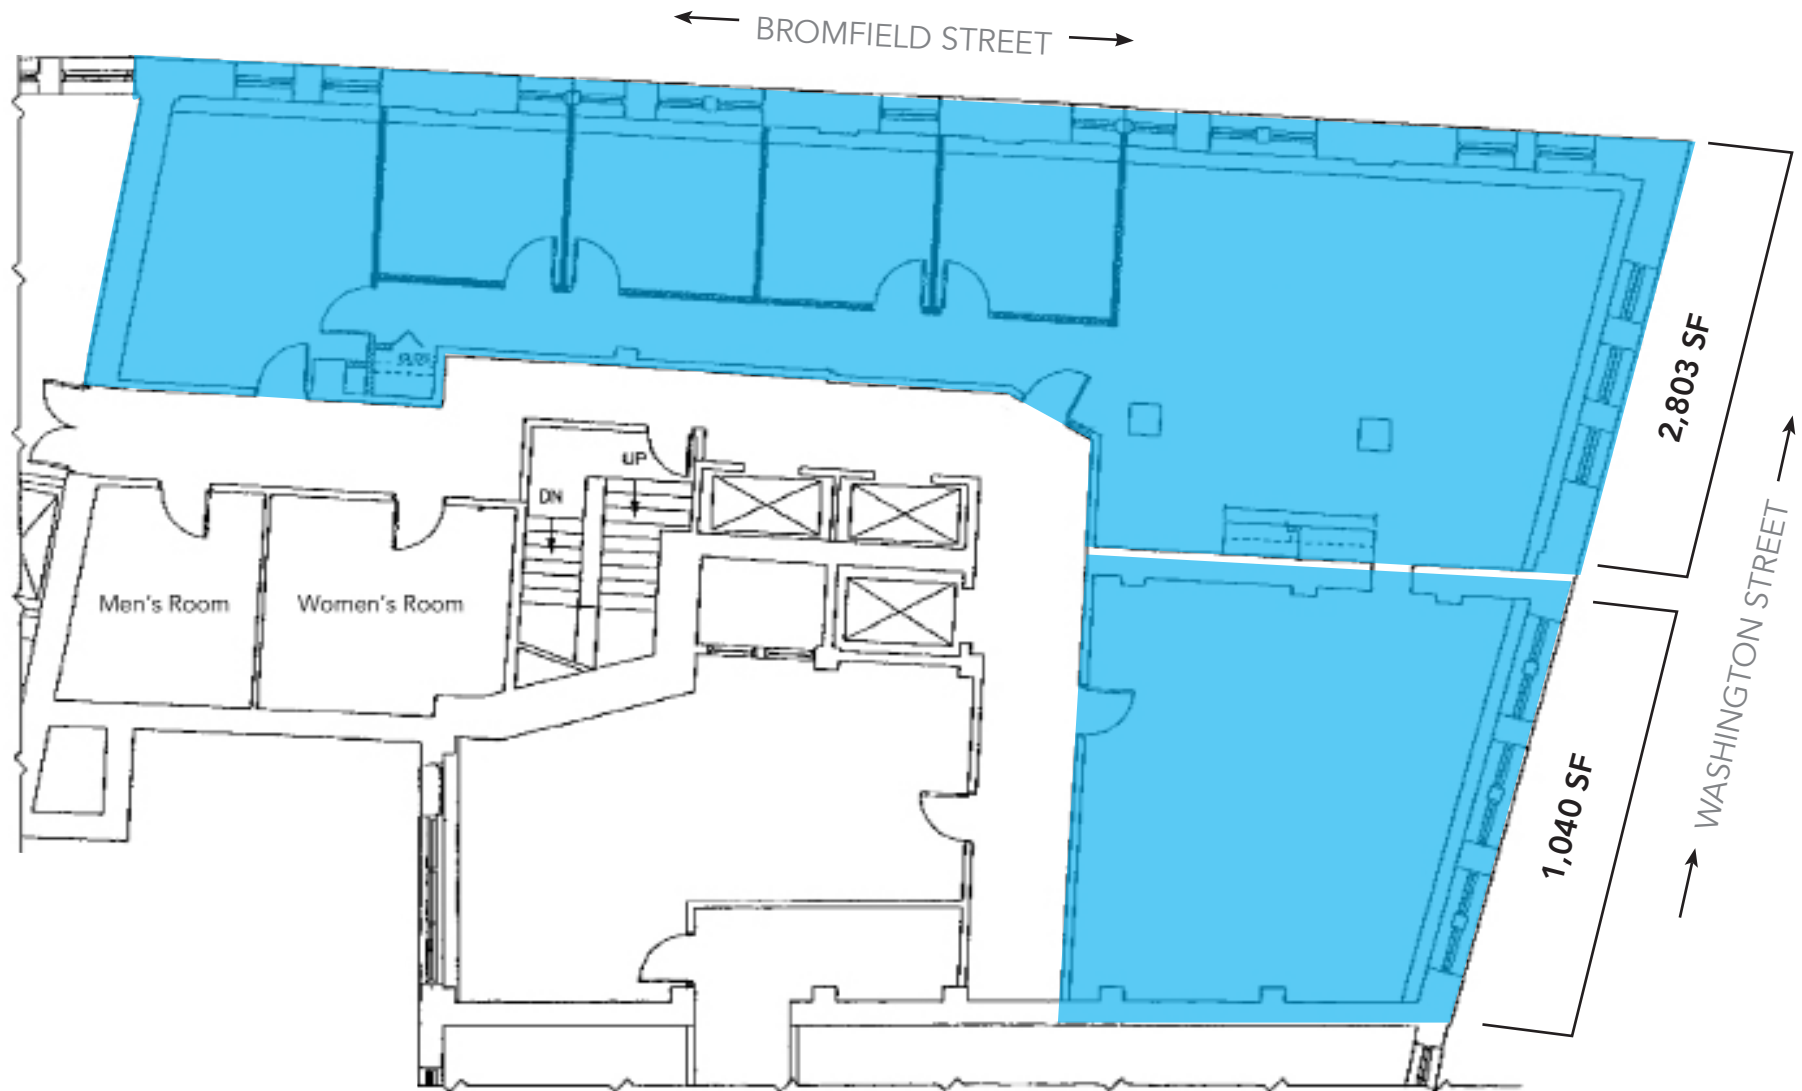 BROMFIELD STREET
2,803 SF
UP
DN
Men's Room
Women's Room
WASHINGTON STREET
1,040 SF